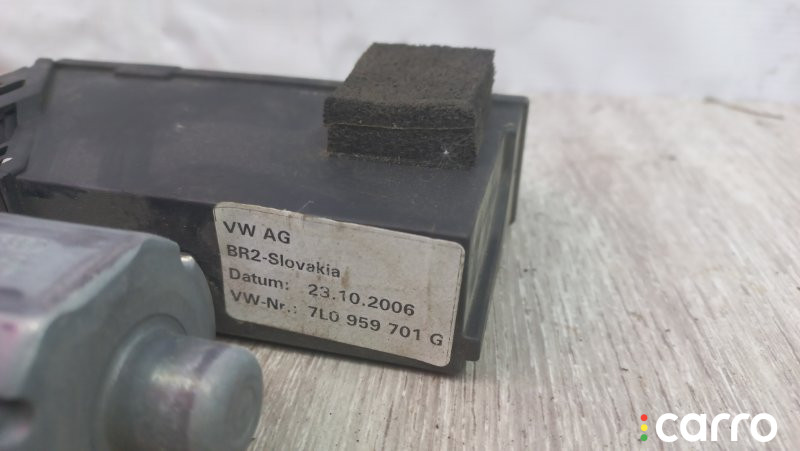 VW AG
BR2-Slovakia
Datum: 23.10.2006
VW-Nr.: 7L0 959 701 G
carro